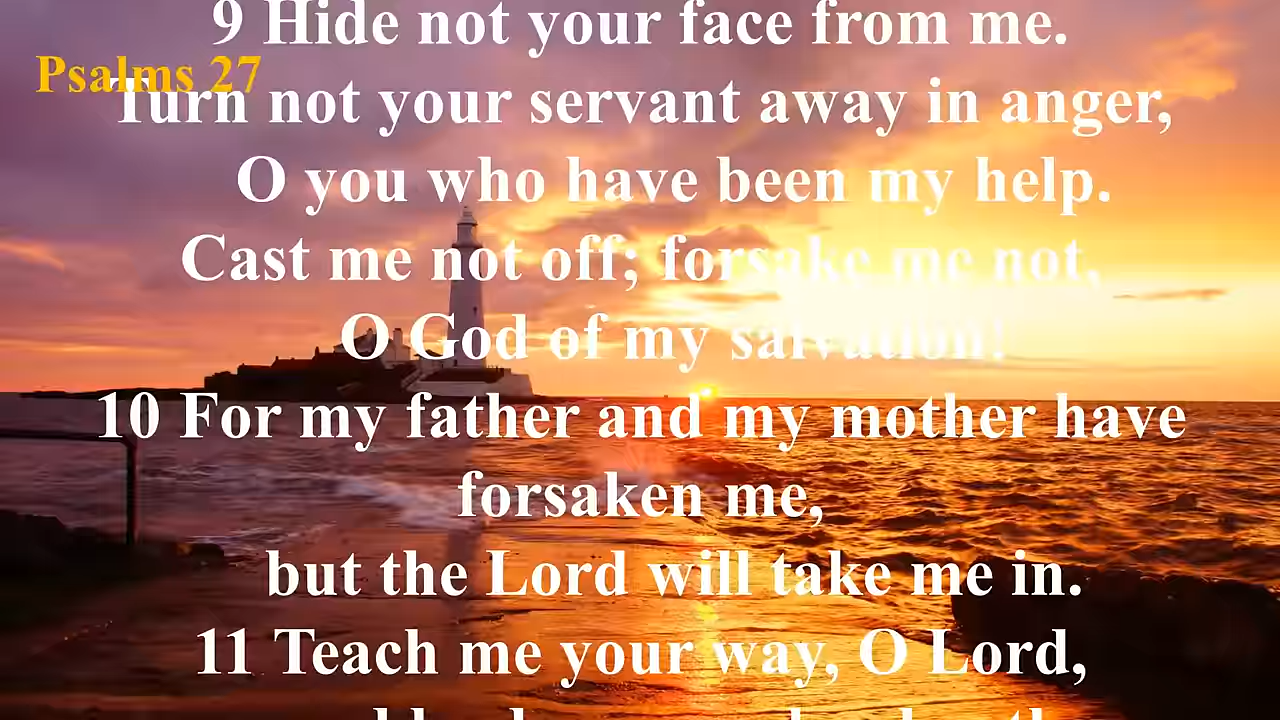 9 Hide not your face from me.
Psalms 27
Turn not your servant away in anger,
O you who have been my help.
Cast me not off; forsake me not,
O God of my salvation!
10 For my father and my mother have
forsaken me,
but the Lord will take me in.
11 Teach me your way, O Lord,